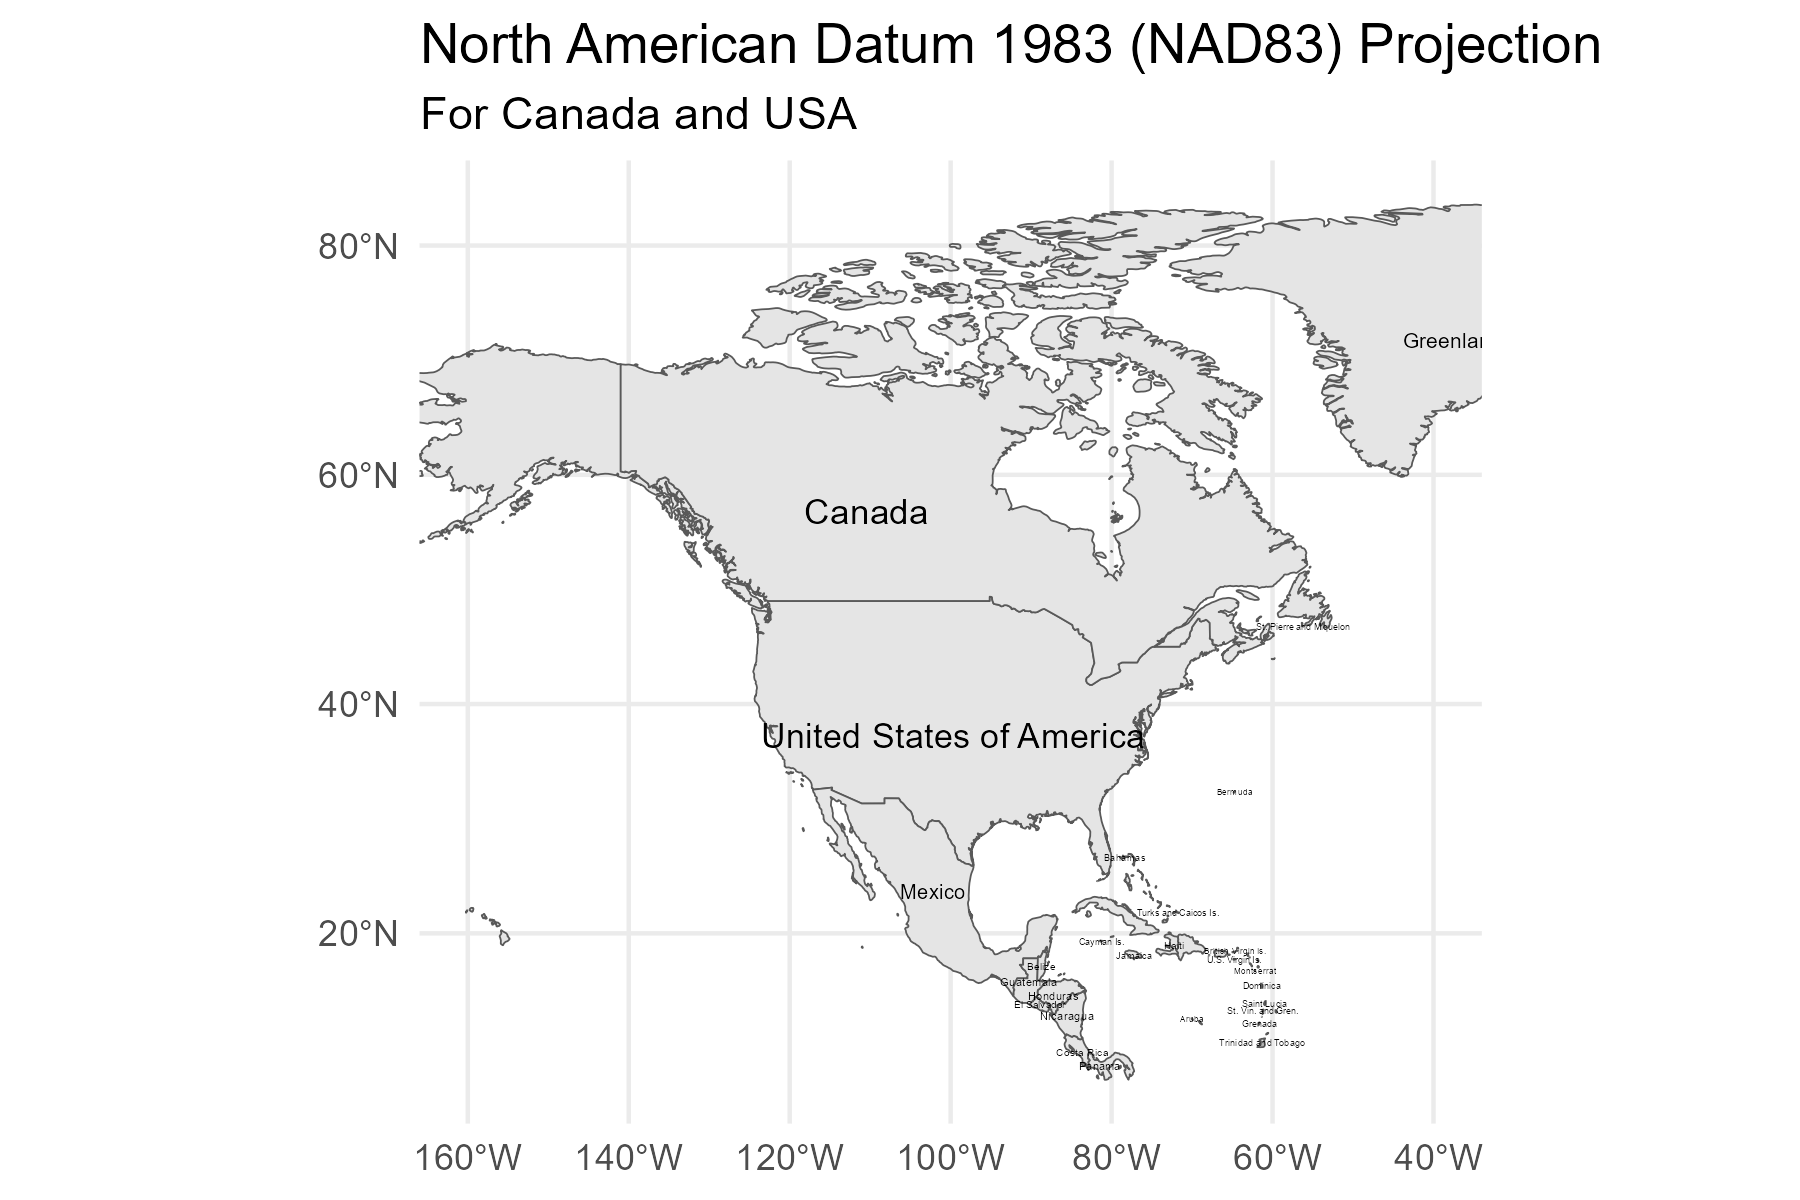 North American Datum 1983 (NAD83) Projection
For Canada and USA
80°N
Greenlan
60°N
Canada
St. Pierre and Miquelon
40°N
United States of America
Bermuda
Bahamas
Mexico
Turks and Caicos Is.
20°N
Cayman Is.
Haiti
British Virgin Is.
Jamaica
U.S. Virgin Is.
Belize
Montserrat
Guatemala
Dominica
Honduras
El Salvador
Saint Lucia
St. Vin. and Gren.
Nicaragua
Aruba
Grenada
Trinidad and Tobago
Costa Rica
Panama
160°W 140°W 120°W 100°W 80°W 60°W 40°W